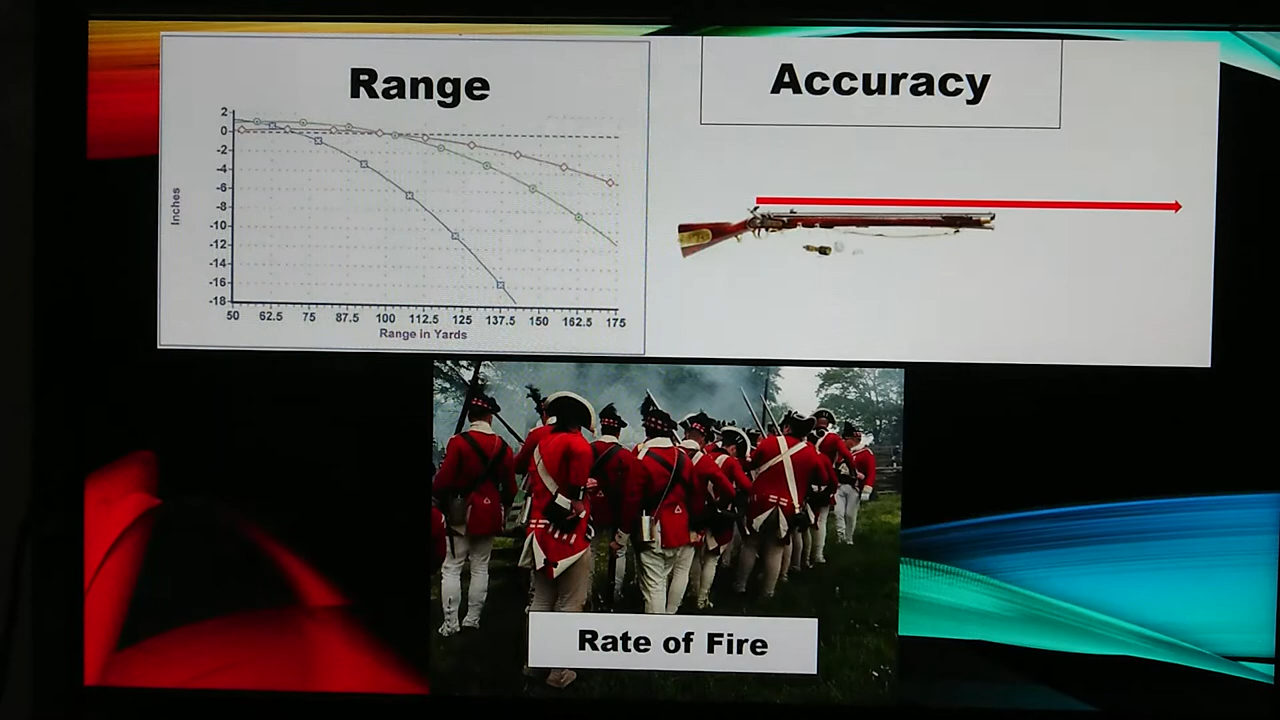 Range
2
0
-2
-4
-6
-8
-10
-12
-14
-16
-18
Inches
50 62.5 75 87.5 100 112.5 125 137.5 150 162.5 175
Range in Yards
Accuracy
Rate of Fire